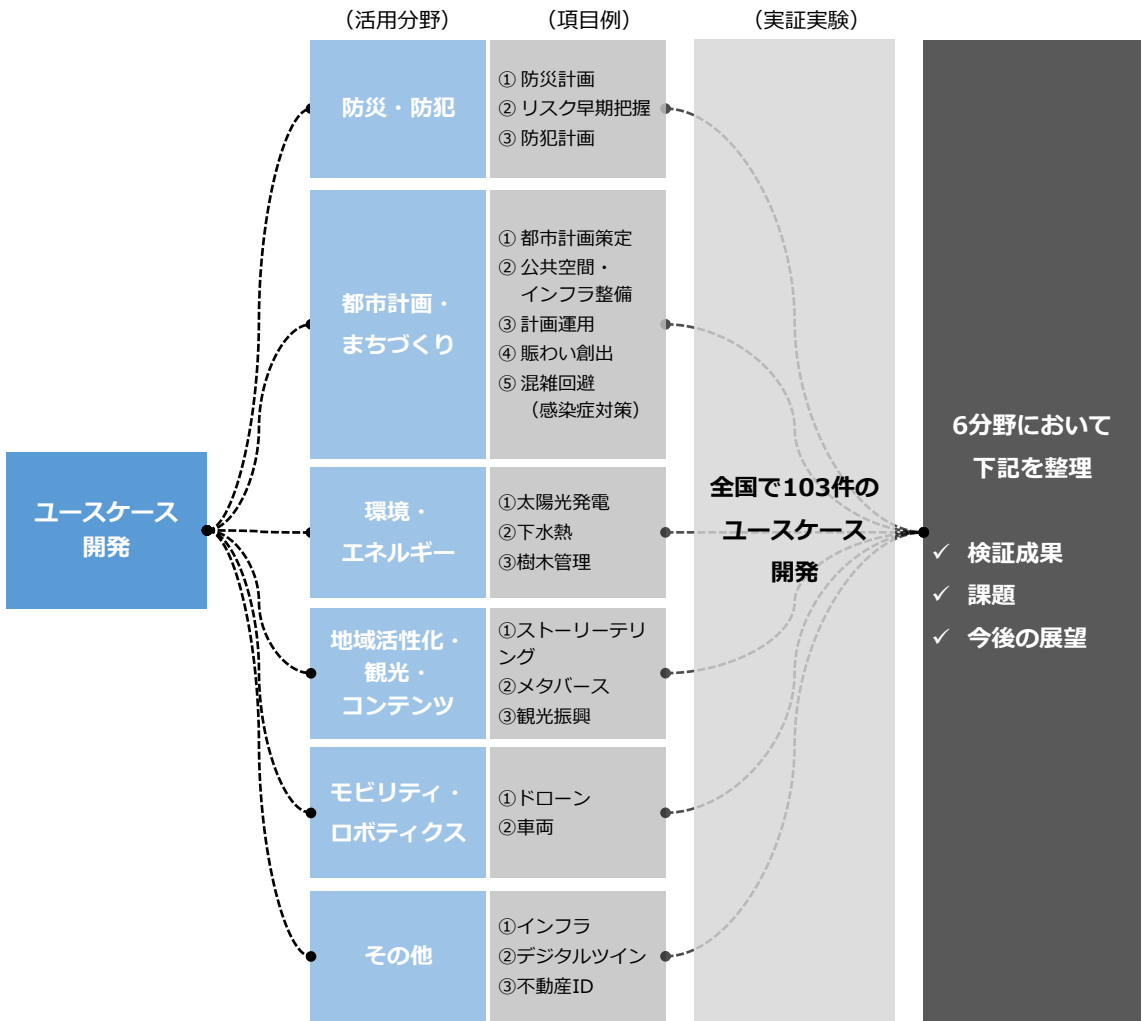 （活用分野）
（項目例）
（実証実験）
ユースケース
開発
防災・防犯
① 防災計画
② リスク早期把握
③ 防犯計画
都市計画・
まちづくり
① 都市計画策定
② 公共空間・
インフラ整備
③ 計画運用
④ 賑わい創出
⑤ 混雑回避
（感染症対策）
環境・
エネルギー
①太陽光発電
②下水熱
③樹木管理
地域活性化・
観光・
コンテンツ
①ストーリーテリ
ング
②メタバース
③観光振興
モビリティ・
ロボティクス
①ドローン
②車両
その他
①インフラ
②デジタルツイン
③不動産ID
全国で103件の
ユースケース
開発
6分野において
下記を整理
✓ 検証成果
✓ 課題
✓ 今後の展望